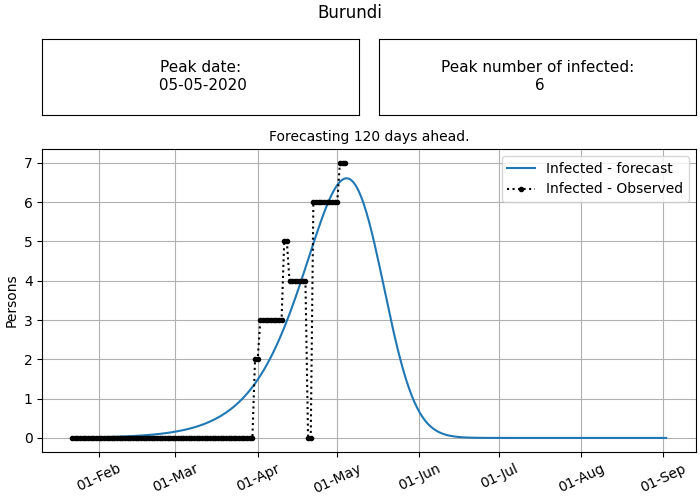 Burundi
Peak date:
05-05-2020
Peak number of infected:
6
Forecasting 120 days ahead.
Infected - forecast
Infected - Observed
Persons
7
6
5
4
3
2
1
0
01-Feb
01-Mar
01-Apr
01-May
01-Jun
01-Jul
01-Aug
01-Sep